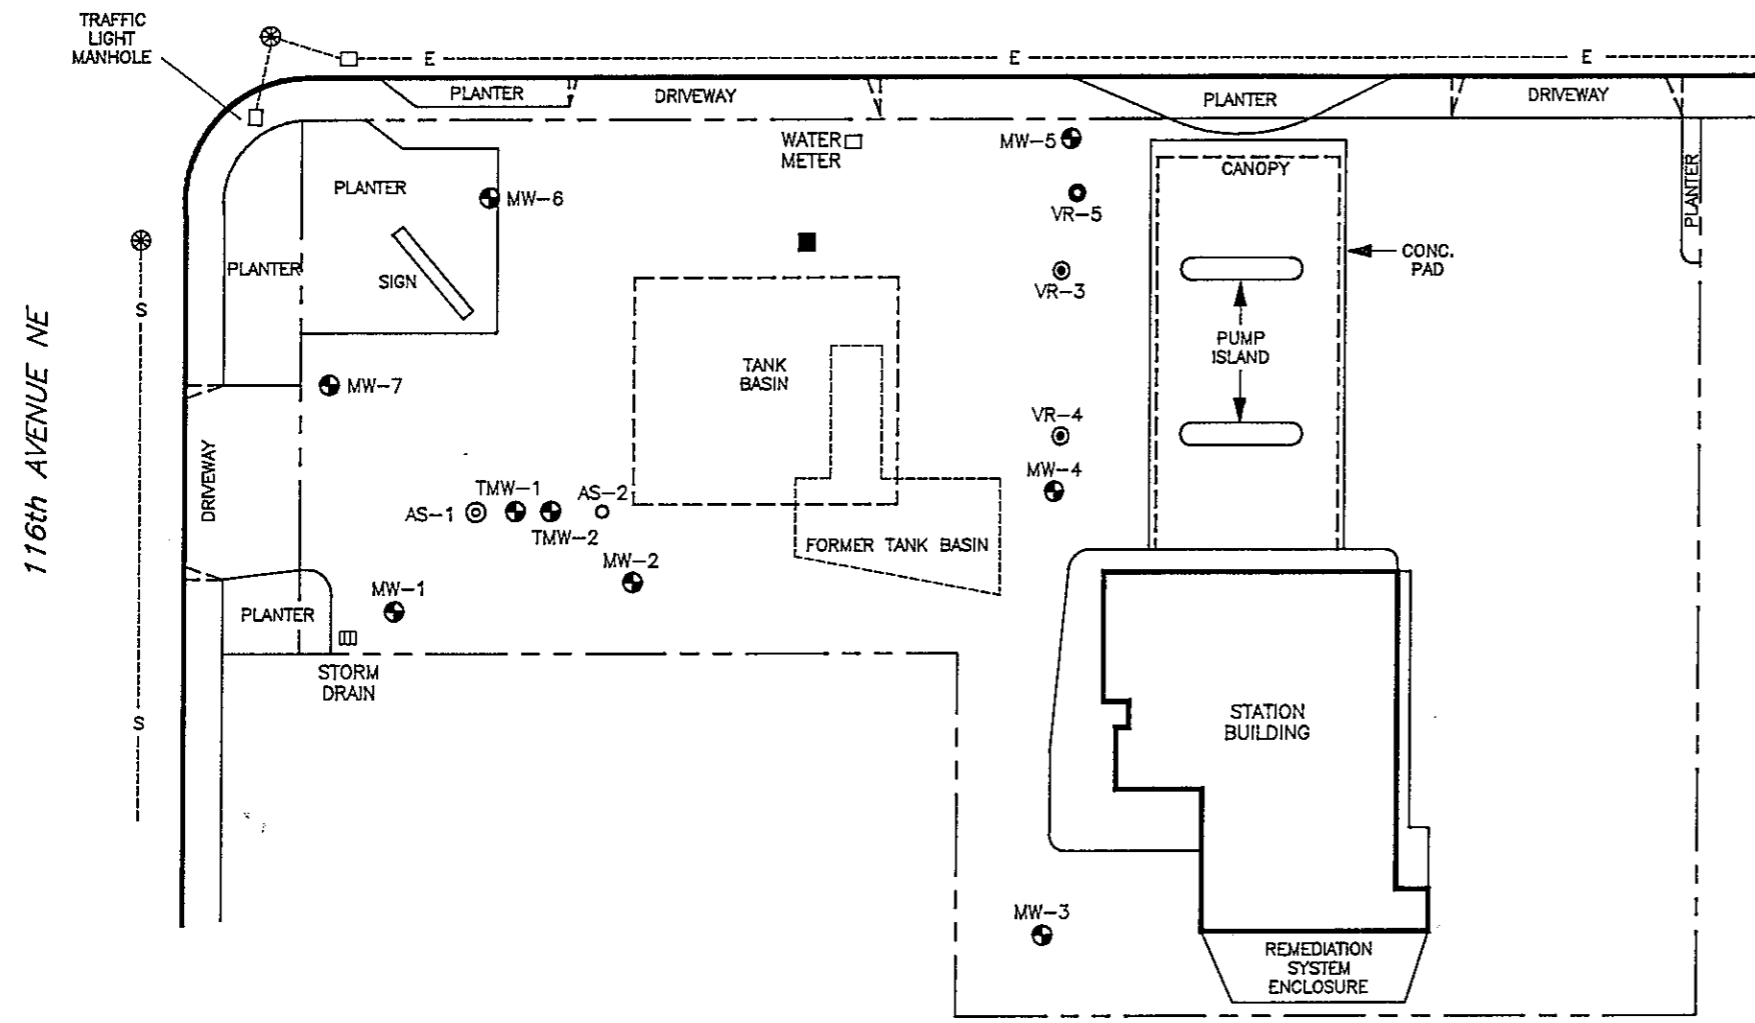 TRAFFIC
LIGHT
MANHOLE
E
E
E
PLANTER
DRIVEWAY
PLANTER
DRIVEWAY
WATER
METER
MW-5
CANOPY
PLANTER
PLANTER
MW-6
VR-5
PLANTER
SIGN
VR-3
CONC.
PAD
S
PUMP
ISLAND
TANK
BASIN
MW-7
116th AVENUE NE
DRIVEWAY
VR-4
MW-4
AS-1
TMW-1
AS-2
TMW-2
FORMER TANK BASIN
MW-2
MW-1
PLANTER
STORM
DRAIN
S
STATION
BUILDING
MW-3
REMEDIATION
SYSTEM
ENCLOSURE